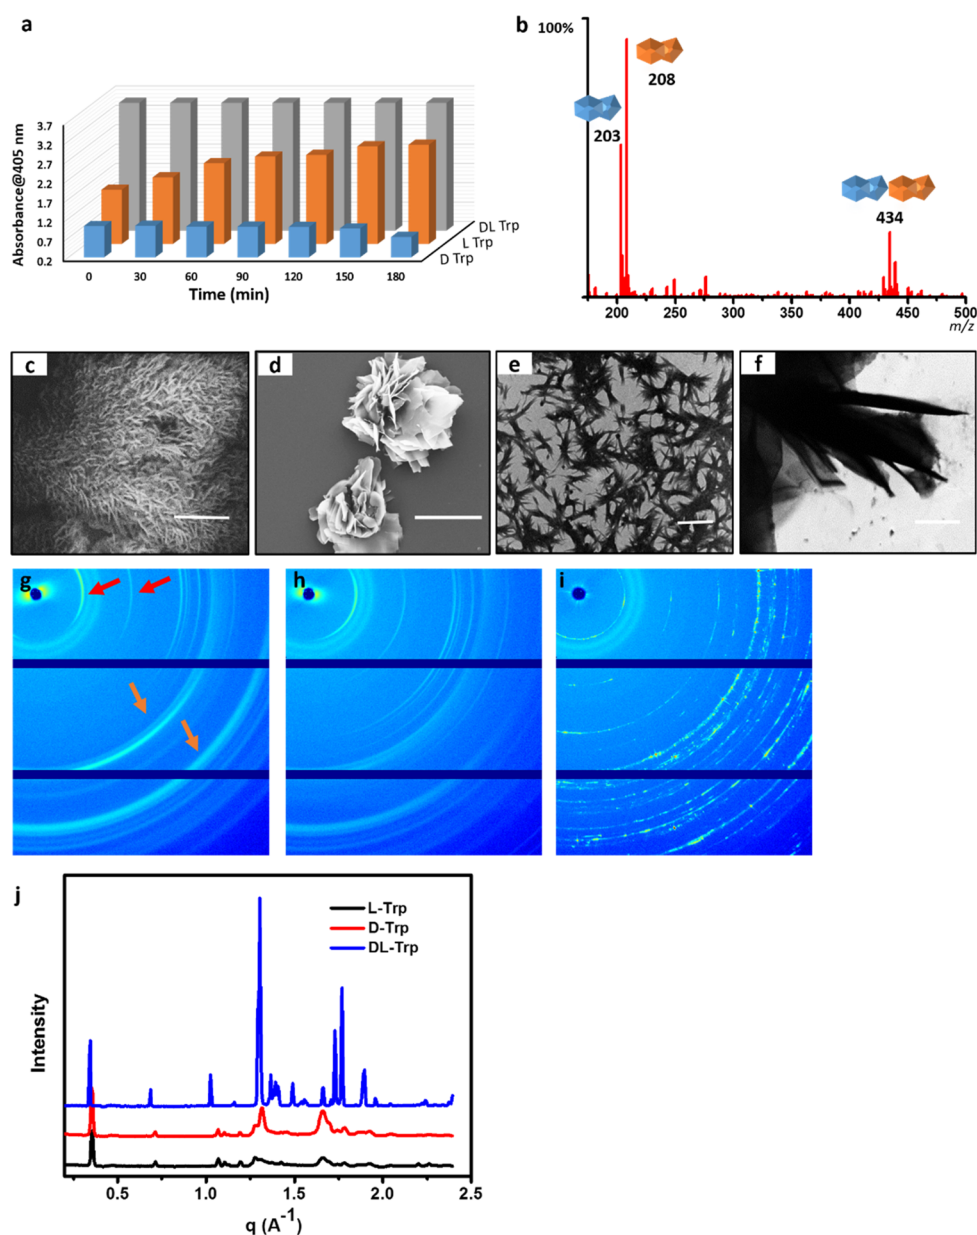 a
Absorbance@405 nm
3.7
3.2
2.7
2.2
1.7
1.2
0.7
0.2
DL Trp
L Trp
D Trp
0 30 60 90 120 150 180
Time (min)
b
100%
208
203
434
200 250 300 350 400 450 500
m/z
c
d
e
f
g
h
i
j
L-Trp
D-Trp
DL-Trp
Intensity
0.5 1.0 1.5 2.0 2.5
q (A⁻¹)